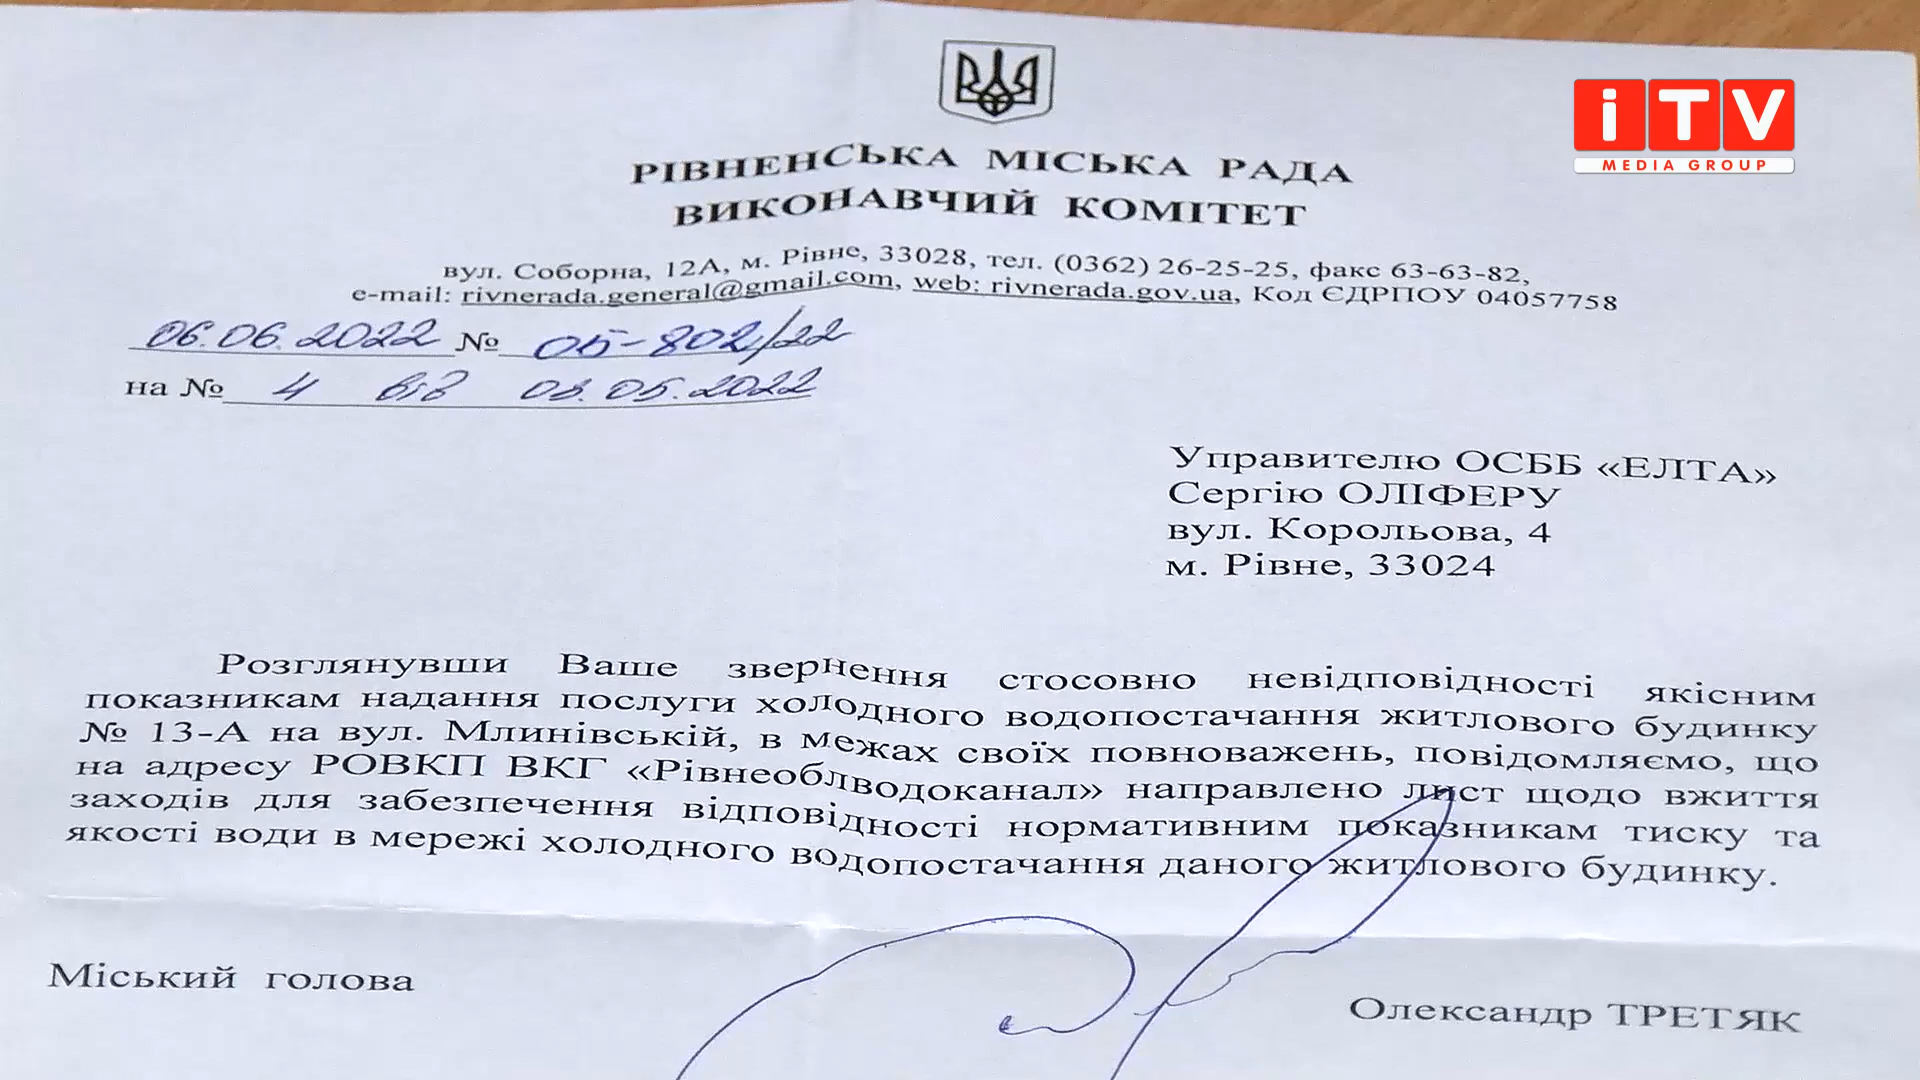 iTV
MEDIA GROUP
РІВНЕНСЬКА МІСЬКА РАДА
ВИКОНАВЧИЙ КОМІТЕТ
вул. Соборна, 12А, м. Рівне, 33028, тел. (0362) 26-25-25, факс 63-63-82,
e-mail: rivnerada.general@gmail.com, web: rivnerada.gov.ua, Код ЄДРПОУ 04057758
06.06.2022 № 05-802/22
на № 4 від 03.05.2022
Управителю ОСББ «ЕЛТА»
Сергію ОЛІФЕРУ
вул. Корольова, 4
м. Рівне, 33024
Розглянувши Ваше звернення стосовно невідповідності якісним
показникам надання послуги холодного водопостачання житлового будинку
№ 13-А на вул. Млинівській, в межах своїх повноважень, повідомляємо, що
на адресу РОВКП ВКГ «Рівнеоблводоканал» направлено лист щодо вжиття
заходів для забезпечення відповідності нормативним показникам тиску та
якості води в мережі холодного водопостачання даного житлового будинку.
Міський голова
Олександр ТРЕТЯК